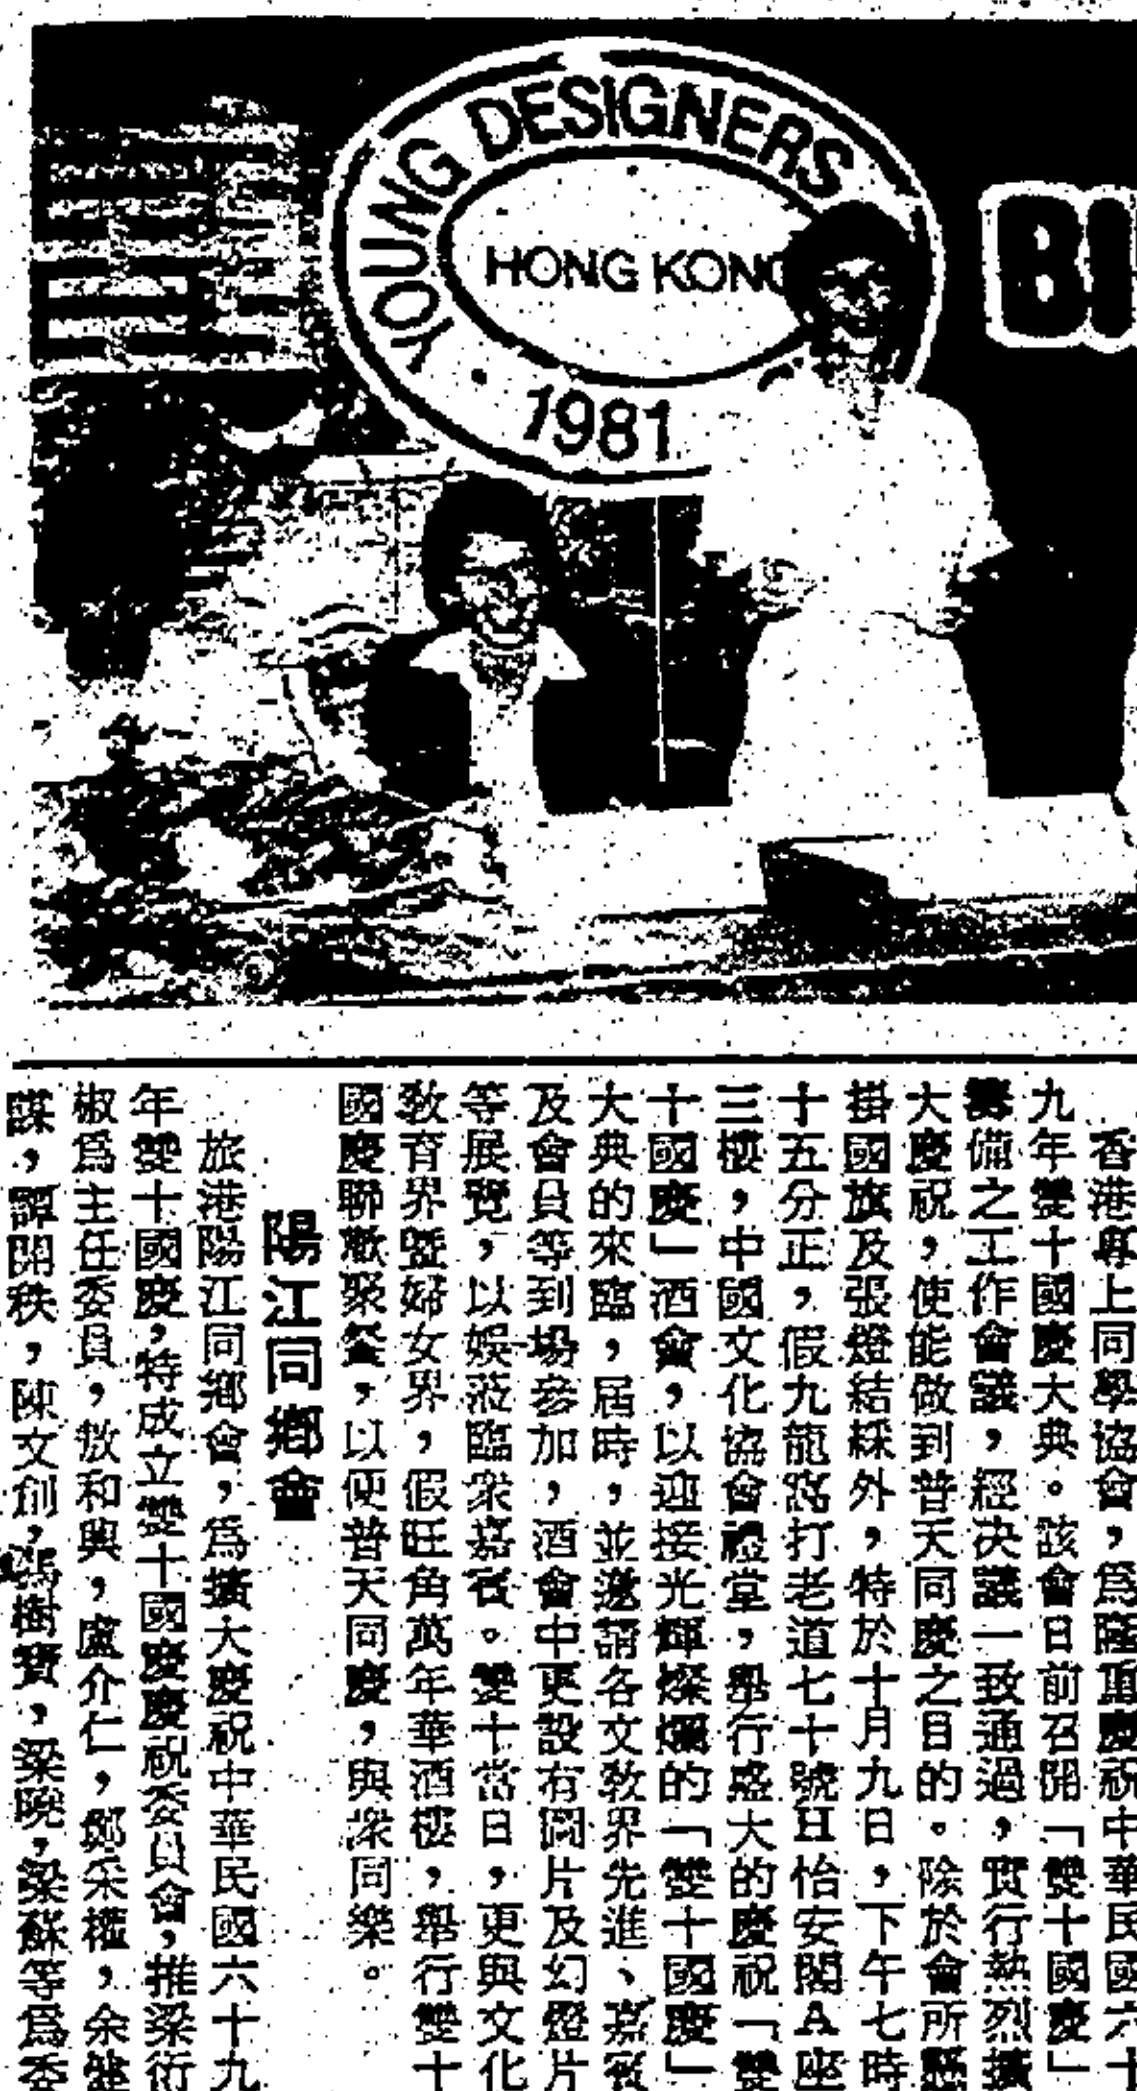 YOUNG DESIGNERS
HONG KONG
1981
香港專上同學協會，爲隆重慶祝中華民國六十
九年雙十國慶大典。該會日前召開「雙十國慶」
籌備之工作會議，經決議一致通過，實行熱烈擴
大慶祝，使能做到普天同慶之目的。除於會所懸
掛國旗及張燈結綵外，特於十月九日，下午七時
十五分正，假九龍窩打老道七十號H怡安閣A座
三樓，中國文化協會禮堂，舉行盛大的慶祝「雙
十國慶」酒會，以迎接光輝燦爛的「雙十國慶」
大典的來臨，屆時，並邀請各文敎界先進、嘉賓
及會員等到場參加，酒會中更設有圖片及幻燈片
等展覽，以娛蒞臨衆嘉賓。雙十當日，更與文化
敎育界曁婦女界，假旺角萬年華酒樓，舉行雙十
國慶聯歡聚餐，以便普天同慶，與衆同樂。
陽江同鄉會
旅港陽江同鄉會，爲擴大慶祝中華民國六十九
年雙十國慶，特成立雙十國慶慶祝委員會，推梁衍
椒爲主任委員，敖和興，盧介仁，鄭采權，余健
謀，譚開秩，陳文創，馮樹寶，梁曉，梁蘇等爲委